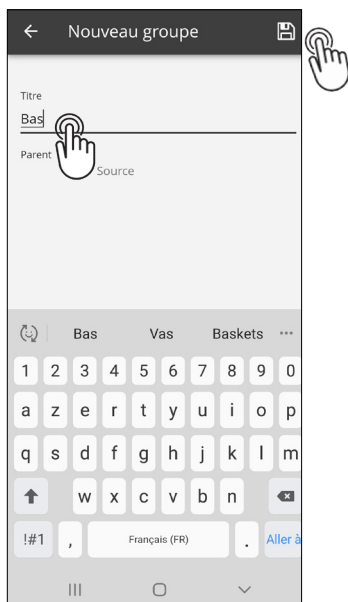 Nouveau groupe
Titre
Bas
Parent
Source
Bas Vas Baskets ...
1 2 3 4 5 6 7 8 9 0
a z e r t y u i o p
q s d f g h j k l m
w x c v b n
!#1 , Français (FR) . Aller à